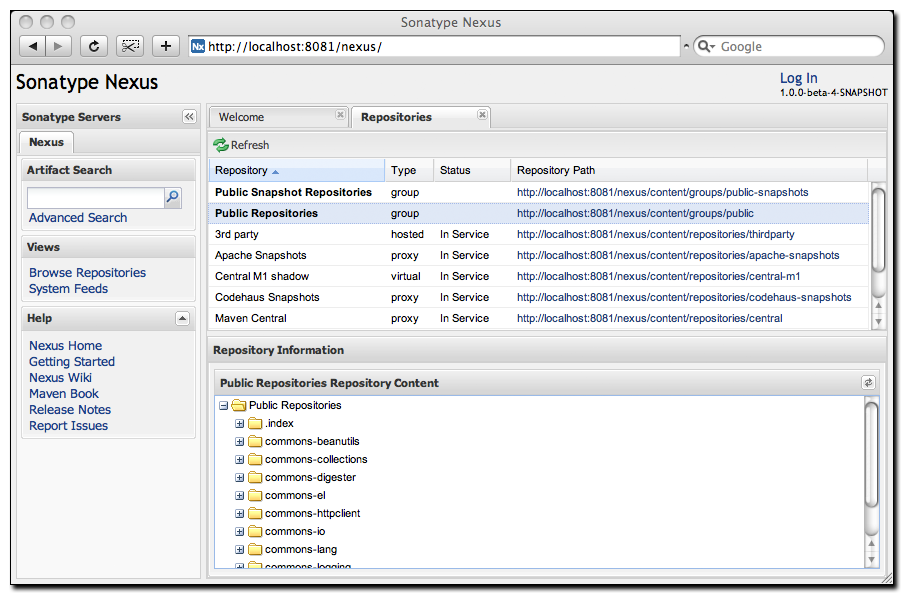 Sonatype Nexus
Nx http://localhost:8081/nexus/
Google
Sonatype Nexus
Log In
1.0.0-beta-4-SNAPSHOT
Sonatype Servers
Nexus
Artifact Search
Advanced Search
Views
Browse Repositories
System Feeds
Help
Nexus Home
Getting Started
Nexus Wiki
Maven Book
Release Notes
Report Issues
Welcome
Repositories
Refresh
Repository Type Status Repository Path
Public Snapshot Repositories group http://localhost:8081/nexus/content/groups/public-snapshots
Public Repositories group http://localhost:8081/nexus/content/groups/public
3rd party hosted In Service http://localhost:8081/nexus/content/repositories/thirdparty
Apache Snapshots proxy In Service http://localhost:8081/nexus/content/repositories/apache-snapshots
Central M1 shadow virtual In Service http://localhost:8081/nexus/content/repositories/central-m1
Codehaus Snapshots proxy In Service http://localhost:8081/nexus/content/repositories/codehaus-snapshots
Maven Central proxy In Service http://localhost:8081/nexus/content/repositories/central
Repository Information
Public Repositories Repository Content
Public Repositories
.index
commons-beanutils
commons-collections
commons-digester
commons-el
commons-httpclient
commons-io
commons-lang
commons-logging